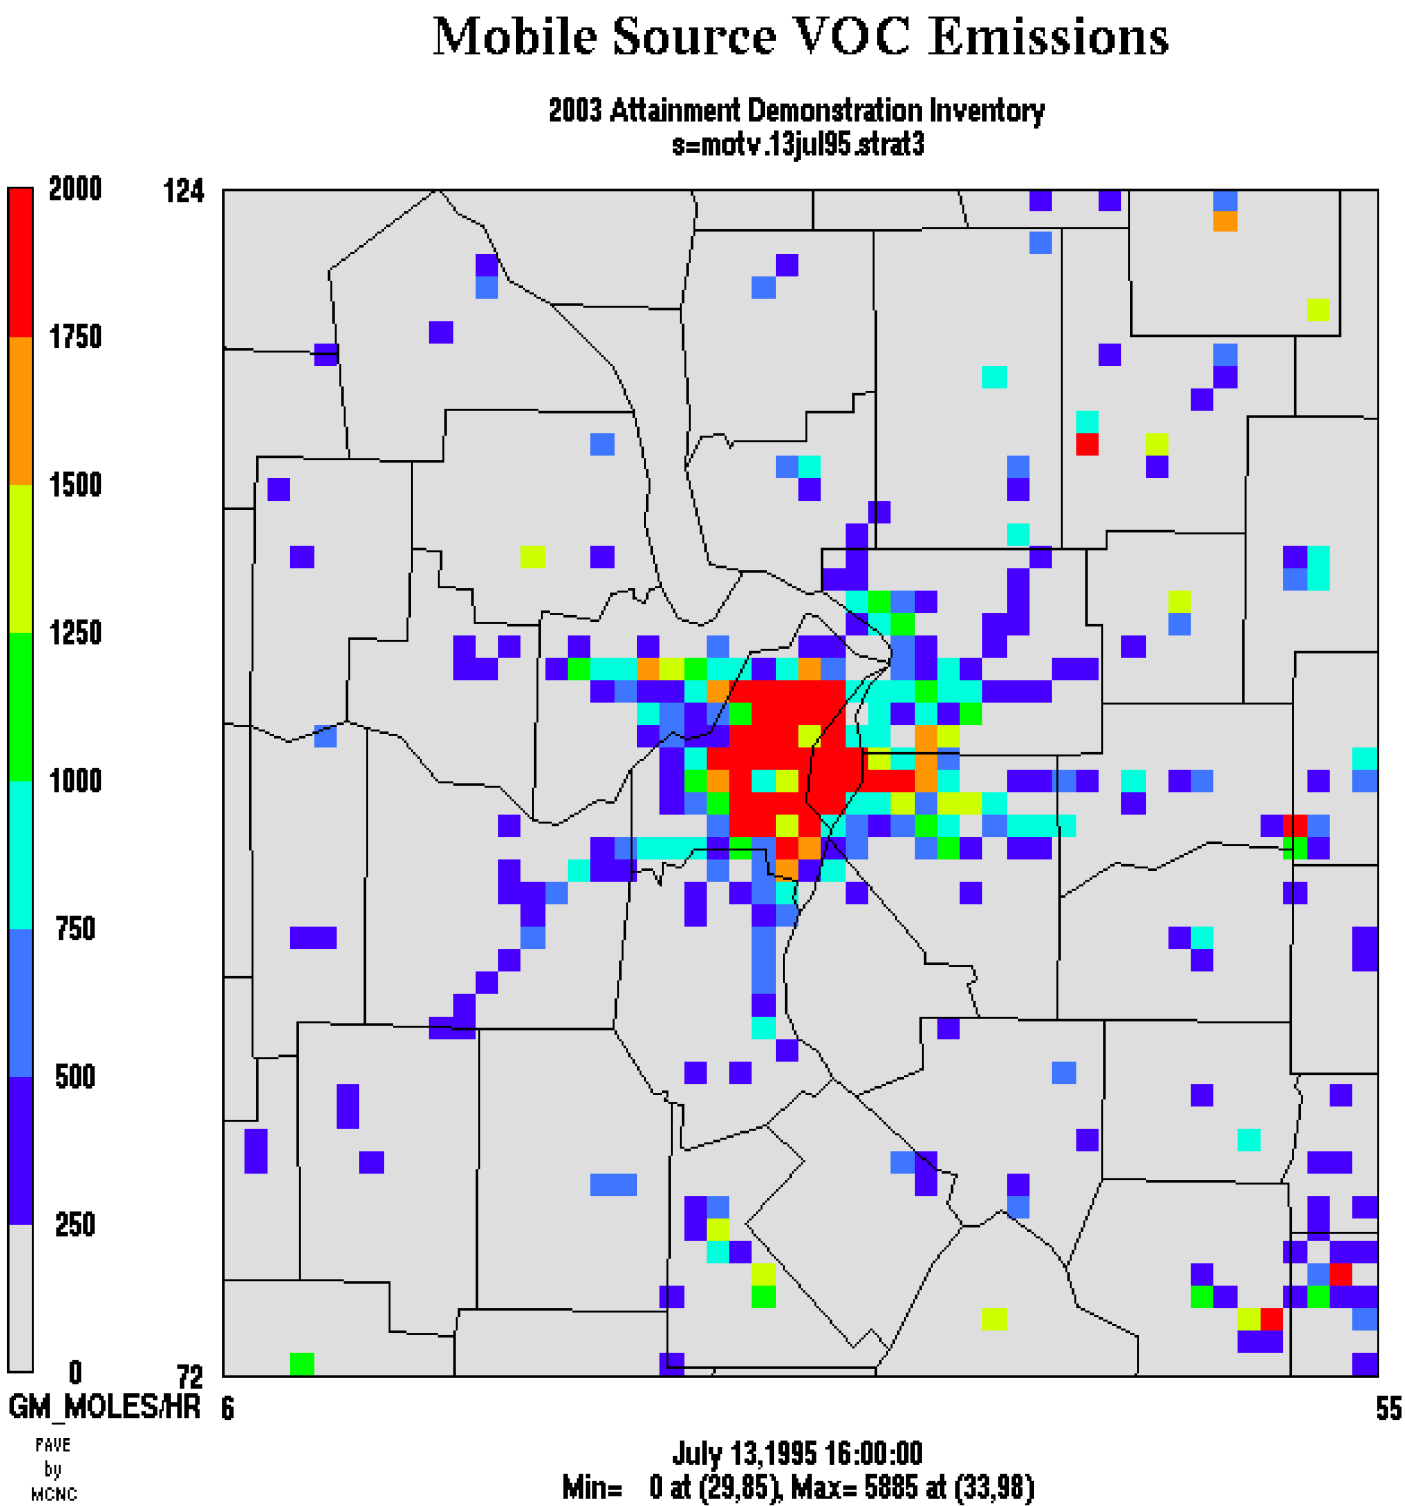 Mobile Source VOC Emissions
2003 Attainment Demonstration Inventory
s=motv.13jul95.strat3
2000
1750
1500
1250
1000
750
500
250
0
124
72
GM_MOLES/HR
6
55
PAVE
by
MCNC
July 13,1995 16:00:00
Min= 0 at (29,85), Max= 5885 at (33,98)